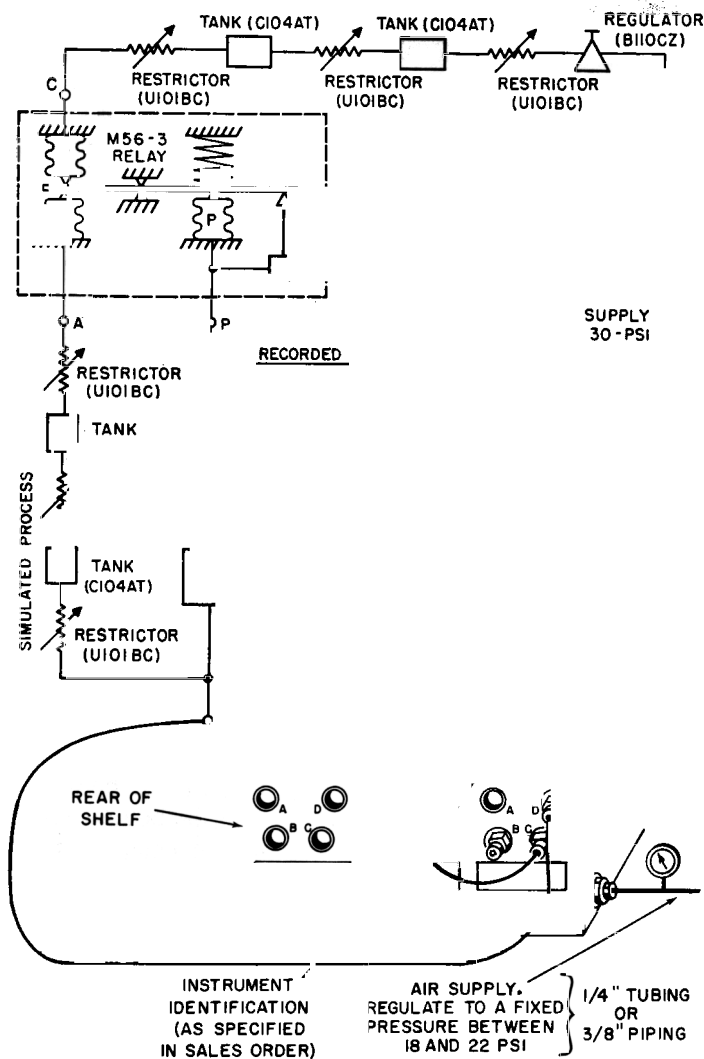 TANK (C104AT)
TANK (C104AT)
REGULATOR
(B110CZ)
RESTRICTOR
(U101BC)
RESTRICTOR
(U101BC)
RESTRICTOR
(U101BC)
C
M56-3
RELAY
P
A
P
SUPPLY
30-PSI
RECORDED
RESTRICTOR
(U101BC)
TANK
SIMULATED PROCESS
TANK
(C104AT)
RESTRICTOR
(U101BC)
REAR OF
SHELF
A
D
B
C
A
D
B
C
INSTRUMENT
IDENTIFICATION
(AS SPECIFIED
IN SALES ORDER)
AIR SUPPLY.
REGULATE TO A FIXED
PRESSURE BETWEEN
18 AND 22 PSI
1/4" TUBING
OR
3/8" PIPING